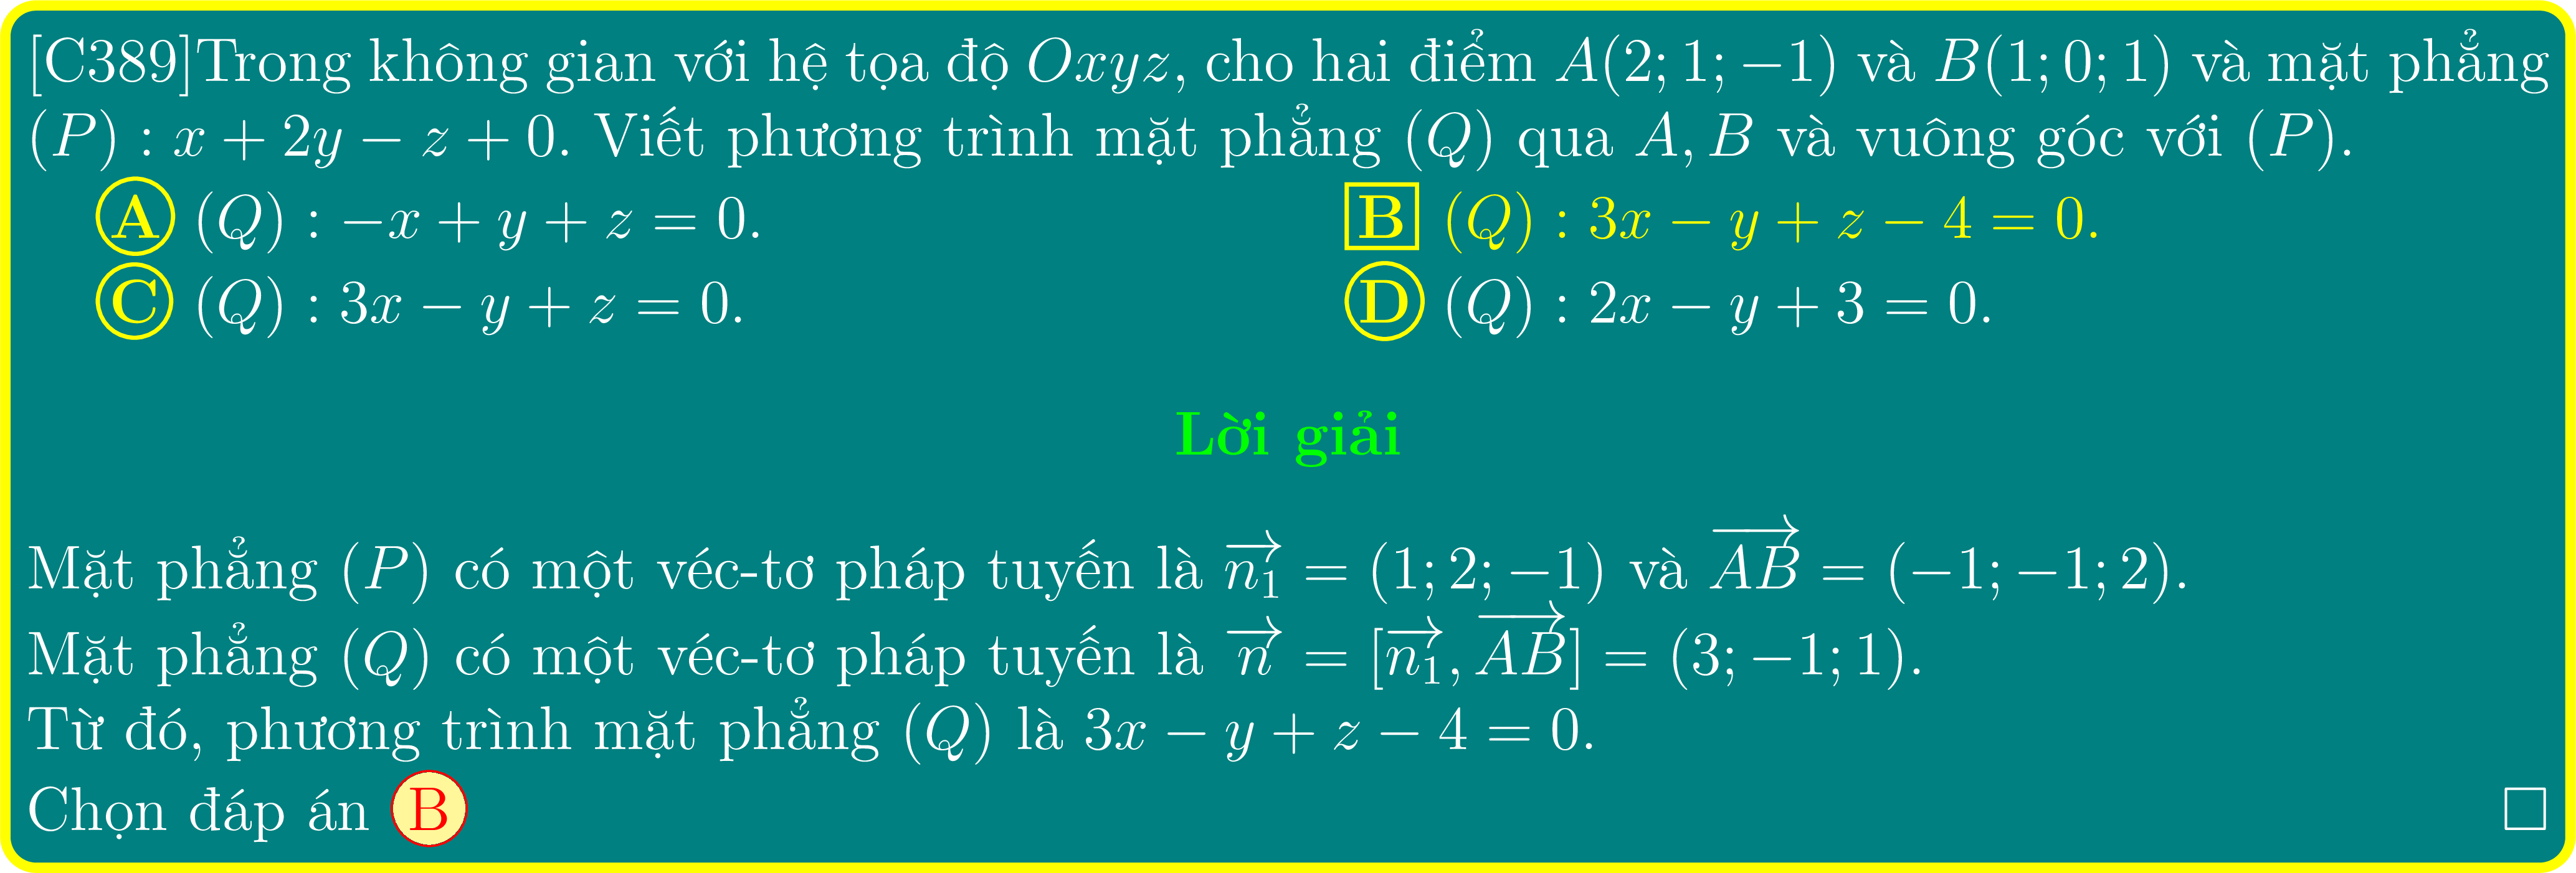 [C389]Trong không gian với hệ tọa độ Oxyz, cho hai điểm A(2; 1; −1) và B(1; 0; 1) và mặt phẳng
(P) : x + 2y − z + 0. Viết phương trình mặt phẳng (Q) qua A, B và vuông góc với (P).
A (Q) : −x + y + z = 0. B (Q) : 3x − y + z − 4 = 0.
C (Q) : 3x − y + z = 0. D (Q) : 2x − y + 3 = 0.
Lời giải
Mặt phẳng (P) có một véc-tơ pháp tuyến là $\overrightarrow{n_1}$ = (1; 2; −1) và $\overrightarrow{AB}$ = (−1; −1; 2).
Mặt phẳng (Q) có một véc-tơ pháp tuyến là $\overrightarrow{n}$ = [$\overrightarrow{n_1}$, $\overrightarrow{AB}$] = (3; −1; 1).
Từ đó, phương trình mặt phẳng (Q) là 3x − y + z − 4 = 0.
Chọn đáp án B □